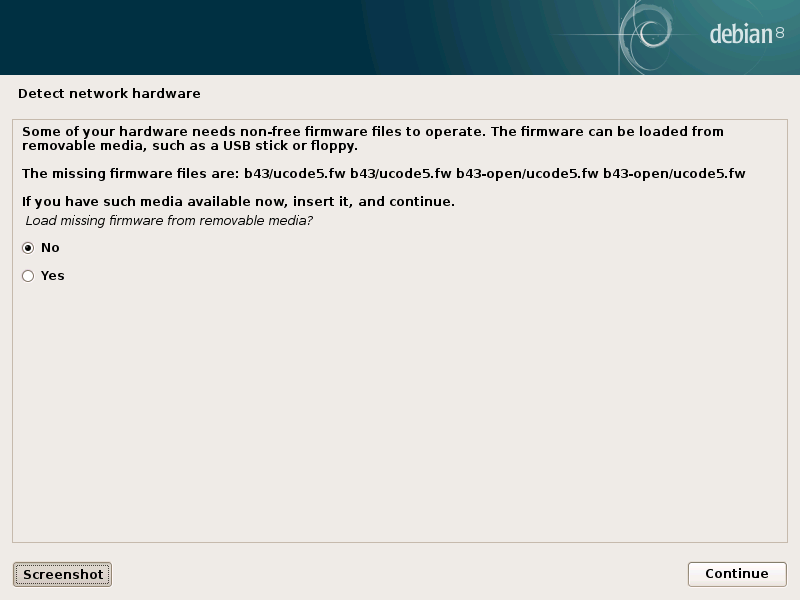 debian 8
Detect network hardware
Some of your hardware needs non-free firmware files to operate. The firmware can be loaded from
removable media, such as a USB stick or floppy.
The missing firmware files are: b43/ucode5.fw b43/ucode5.fw b43-open/ucode5.fw b43-open/ucode5.fw
If you have such media available now, insert it, and continue.
Load missing firmware from removable media?
No
Yes
Screenshot
Continue